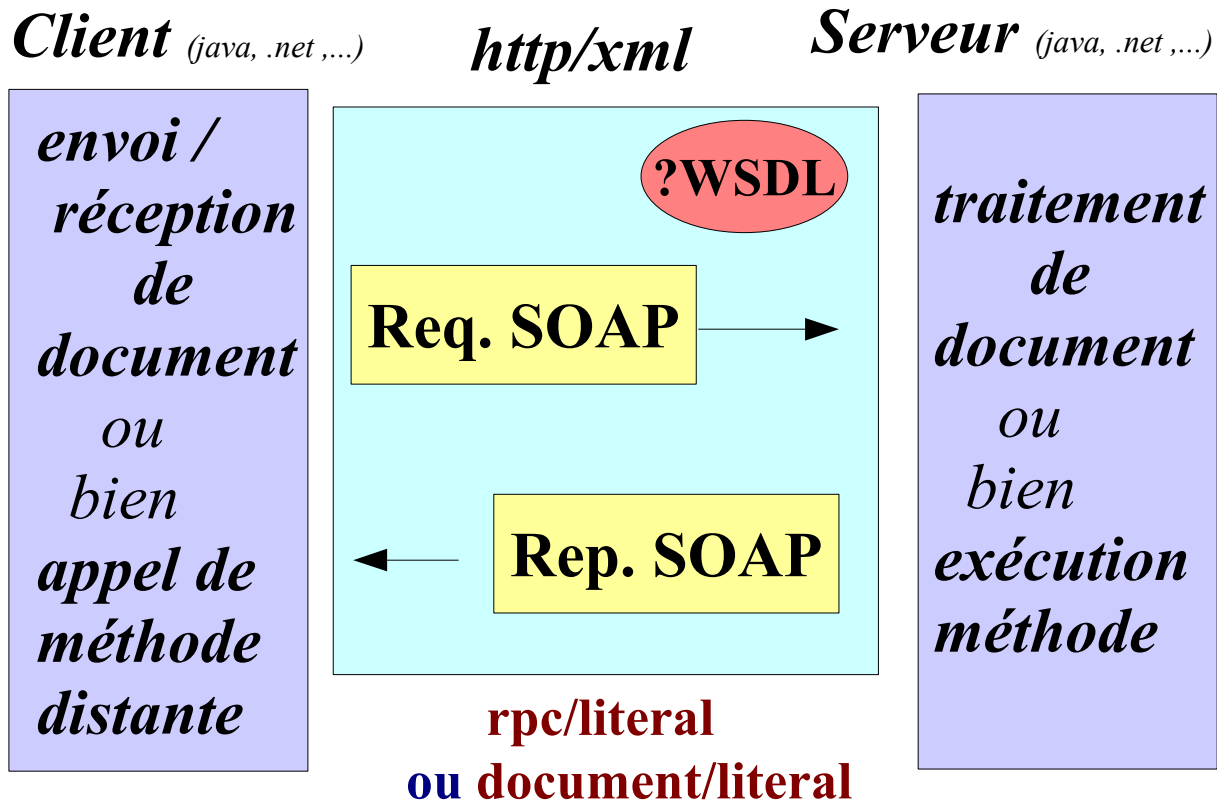 Client (java, .net ,...)
http/xml
Serveur (java, .net ,...)
envoi /
réception
de
document
ou
bien
appel de
méthode
distante
?WSDL
Req. SOAP
Rep. SOAP
traitement
de
document
ou
bien
exécution
méthode
rpc/literal
ou document/literal